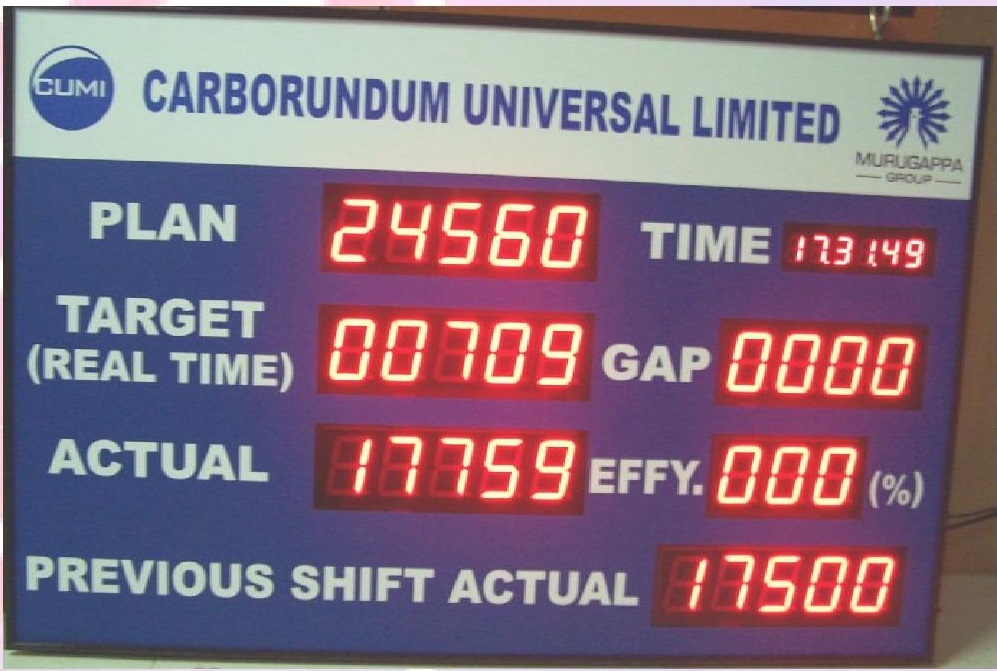 CUMI CARBORUNDUM UNIVERSAL LIMITED
MURUGAPPA
GROUP
PLAN 24560 TIME 17.31.49
TARGET
(REAL TIME) 00709 GAP 0000
ACTUAL 17759 EFFY. 000 (%)
PREVIOUS SHIFT ACTUAL 17500